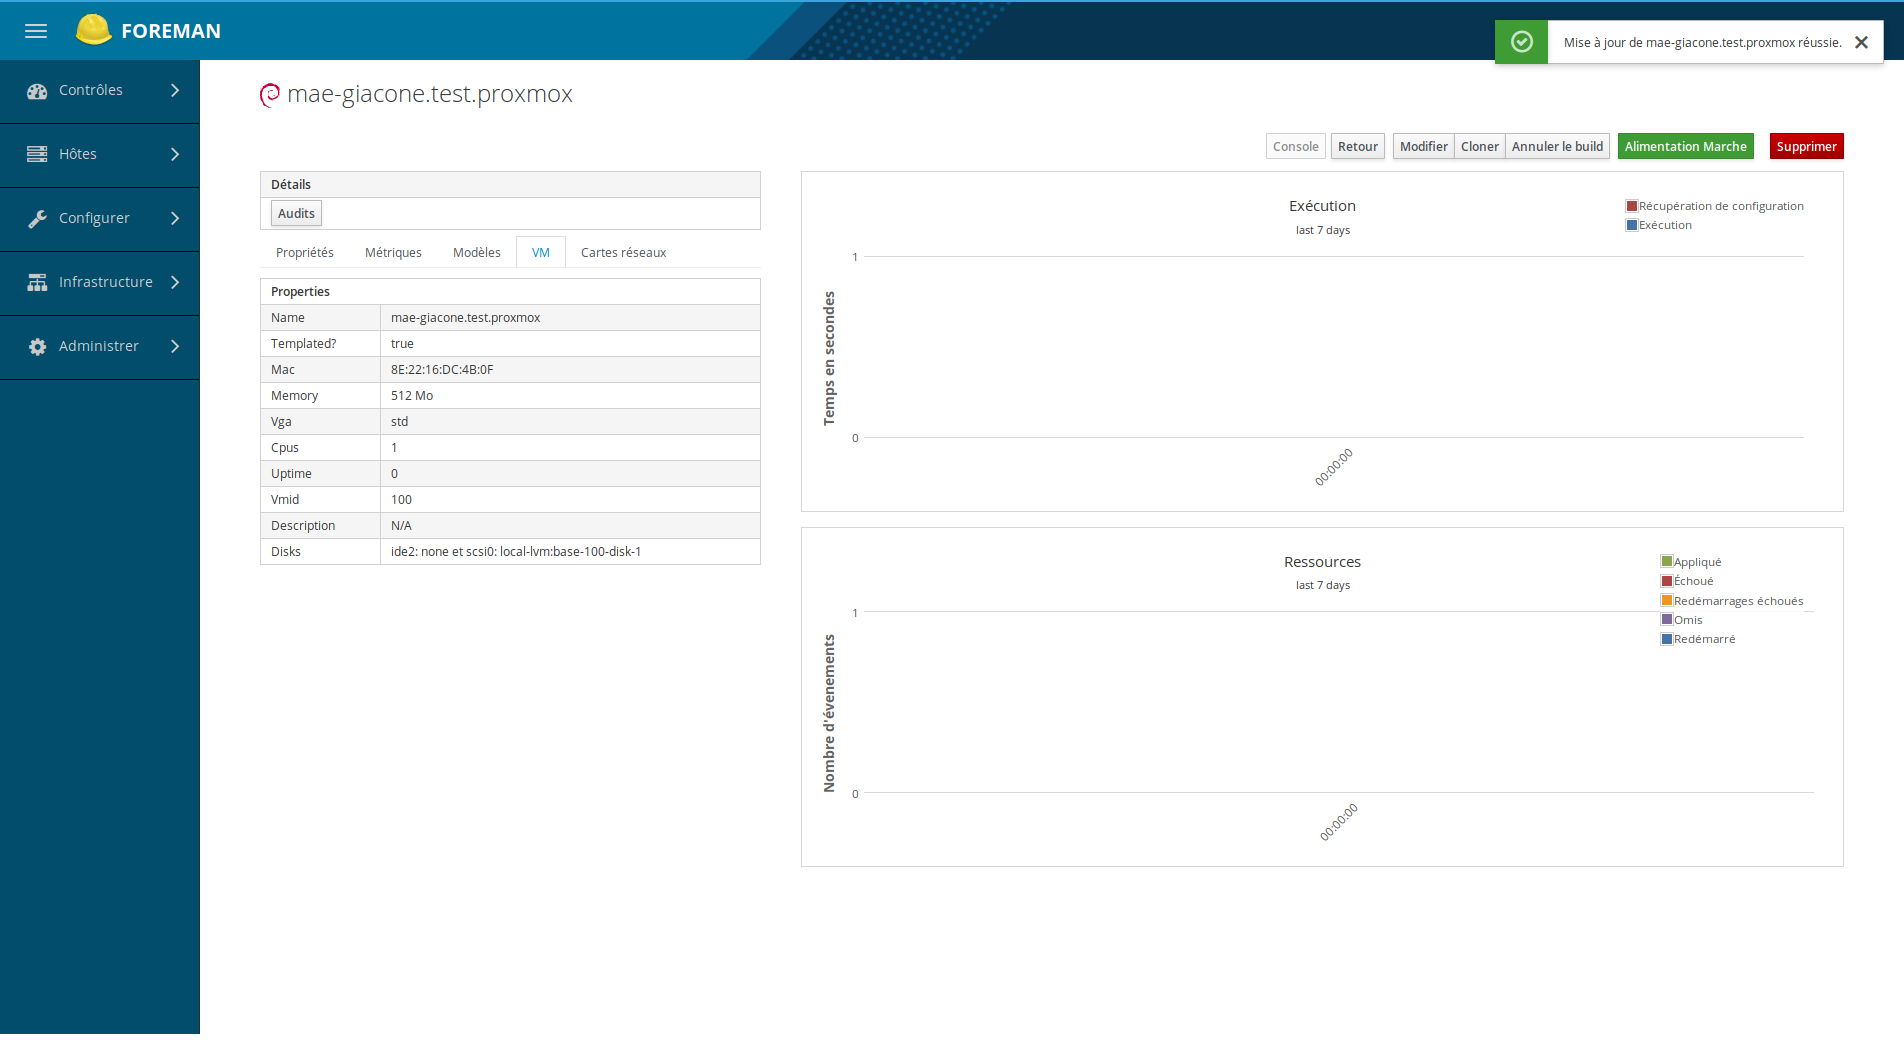 FOREMAN
Mise à jour de mae-giacone.test.proxmox réussie.
Contrôles
Hôtes
Configurer
Infrastructure
Administrer
mae-giacone.test.proxmox
Console Retour Modifier Cloner Annuler le build Alimentation Marche Supprimer
Détails
Audits
Propriétés Métriques Modèles VM Cartes réseaux
Properties
Name mae-giacone.test.proxmox
Templated? true
Mac 8E:22:16:DC:4B:0F
Memory 512 Mo
Vga std
Cpus 1
Uptime 0
Vmid 100
Description N/A
Disks ide2: none et scsi0: local-lvm:base-100-disk-1
Exécution
last 7 days
Récupération de configuration
Exécution
Temps en secondes
1
0
00:00:00
Ressources
last 7 days
Appliqué
Échoué
Redémarrages échoués
Omis
Redémarré
Nombre d'évenements
1
0
00:00:00